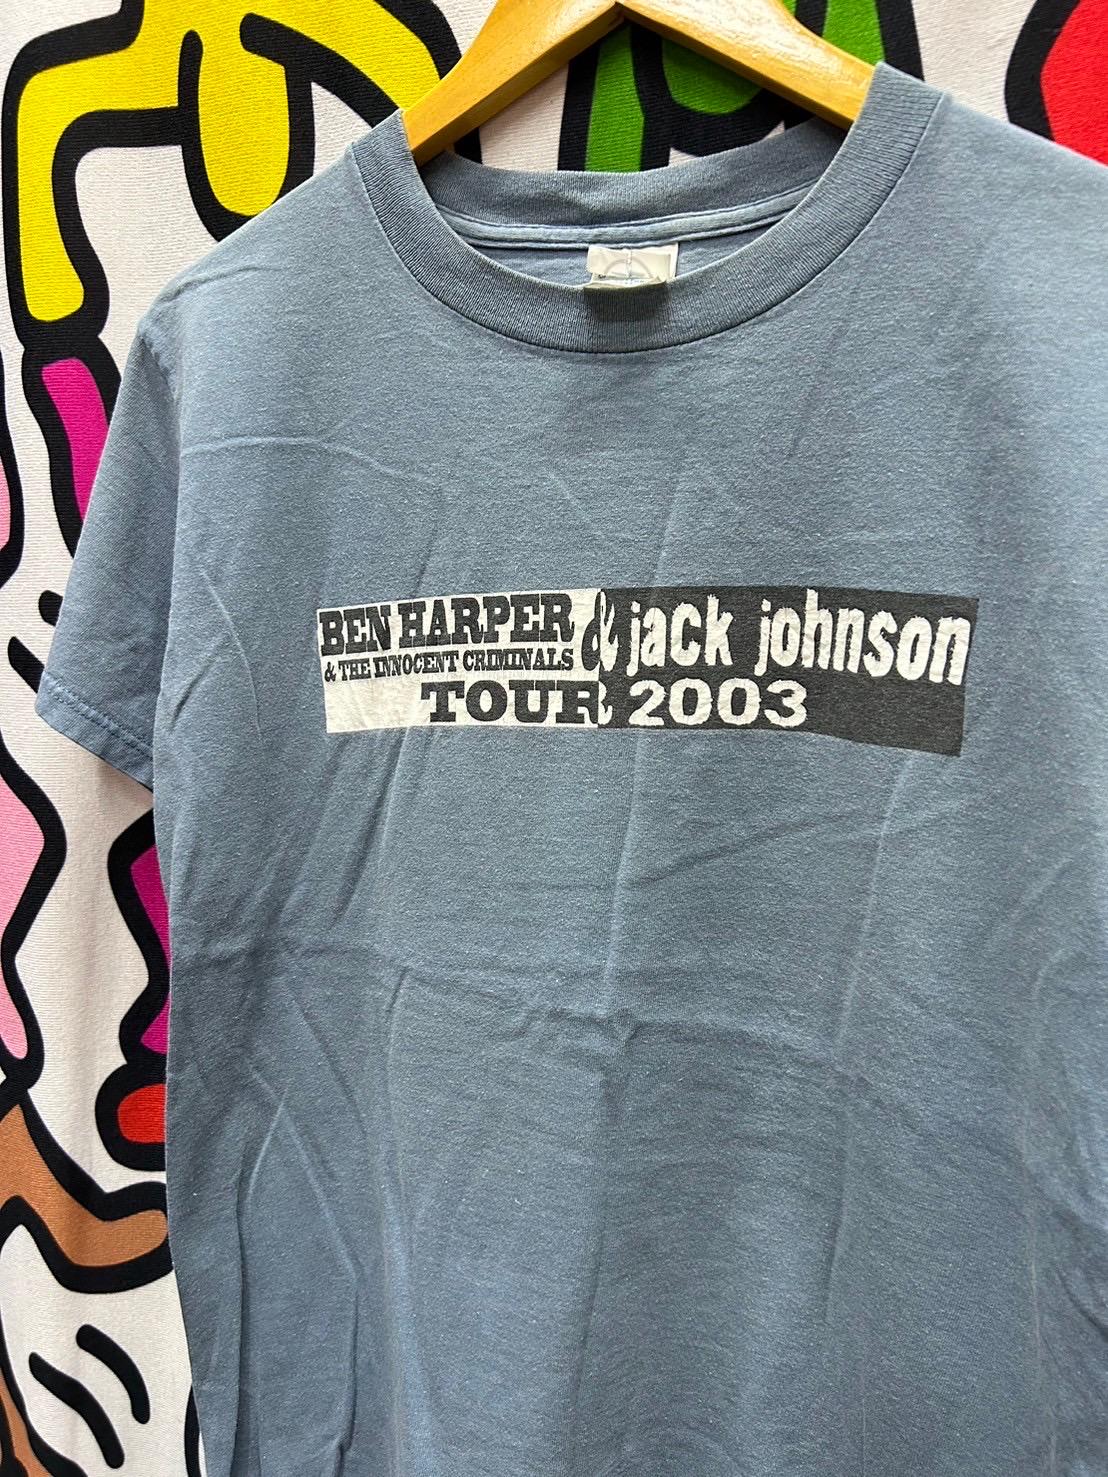 BEN HARPER & jack johnson
& THE INNOCENT CRIMINALS
TOUR 2003